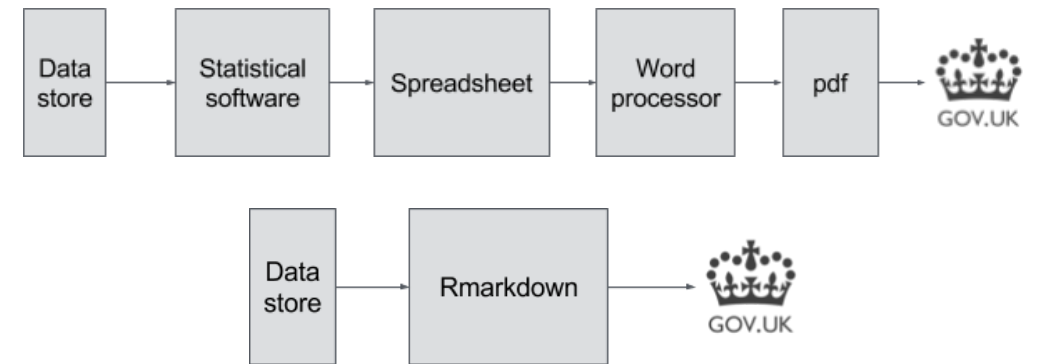 Data
store
Statistical
software
Spreadsheet
Word
processor
pdf
GOV.UK
Data
store
Rmarkdown
GOV.UK